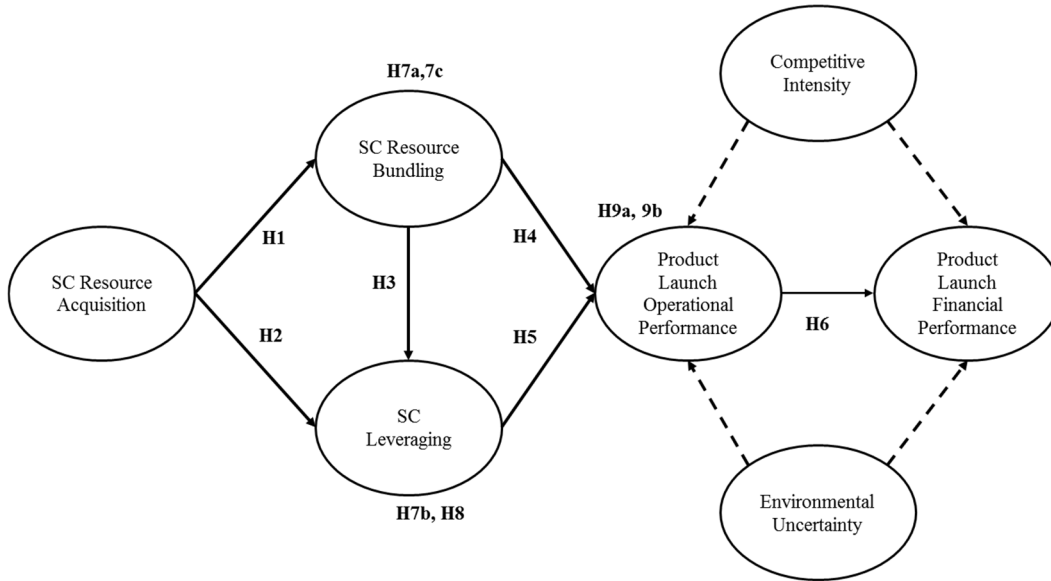 Competitive
Intensity
H7a,7c
SC Resource
Bundling
H9a, 9b
H1
H4
SC Resource
Acquisition
H3
Product
Launch
Operational
Performance
Product
Launch
Financial
Performance
H6
H2
H5
SC
Leveraging
H7b, H8
Environmental
Uncertainty